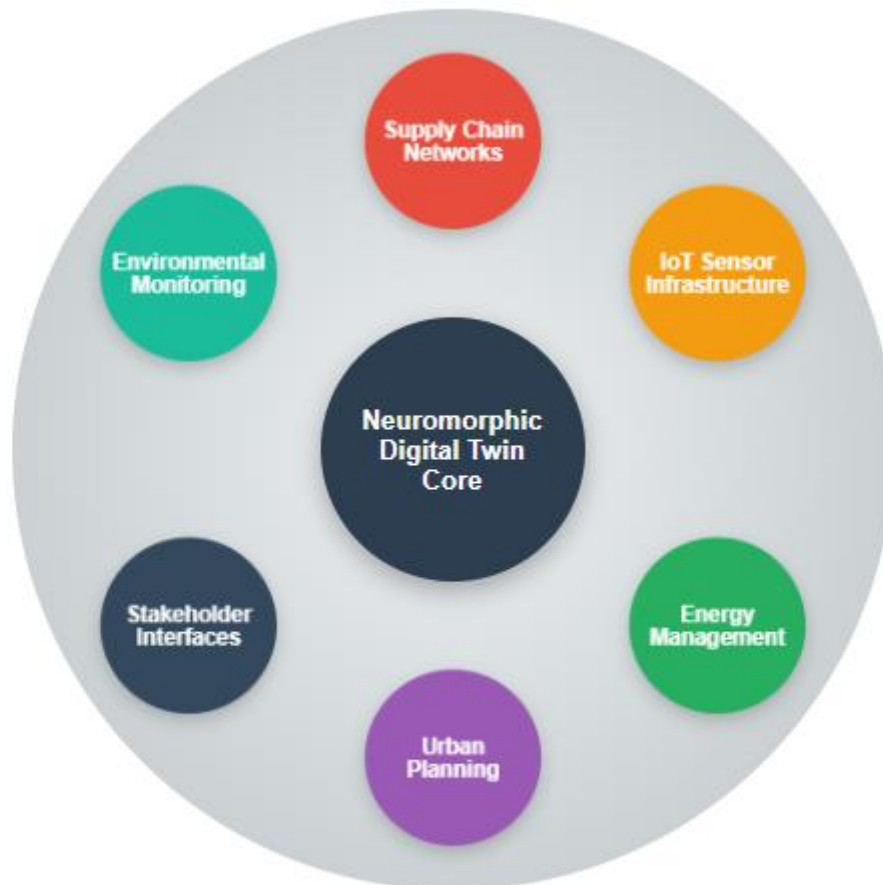 Supply Chain
Networks
Environmental
Monitoring
IoT Sensor
Infrastructure
Neuromorphic
Digital Twin
Core
Stakeholder
Interfaces
Energy
Management
Urban
Planning